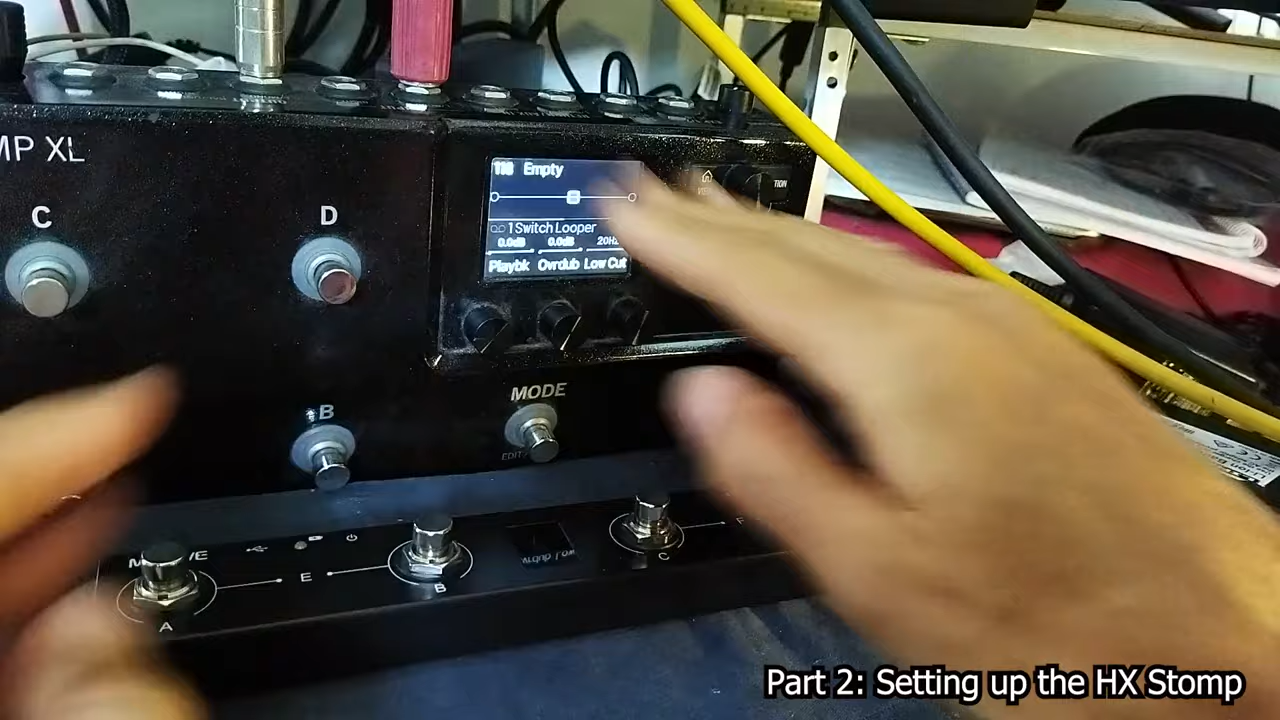 MP XL
C
D
Empty
1 Switch Looper
0.0dB 0.0dB 20Hz
Playbk Ovrdub Low Cut
B
MODE
EDIT
E
A
B
C
Part 2: Setting up the HX Stomp